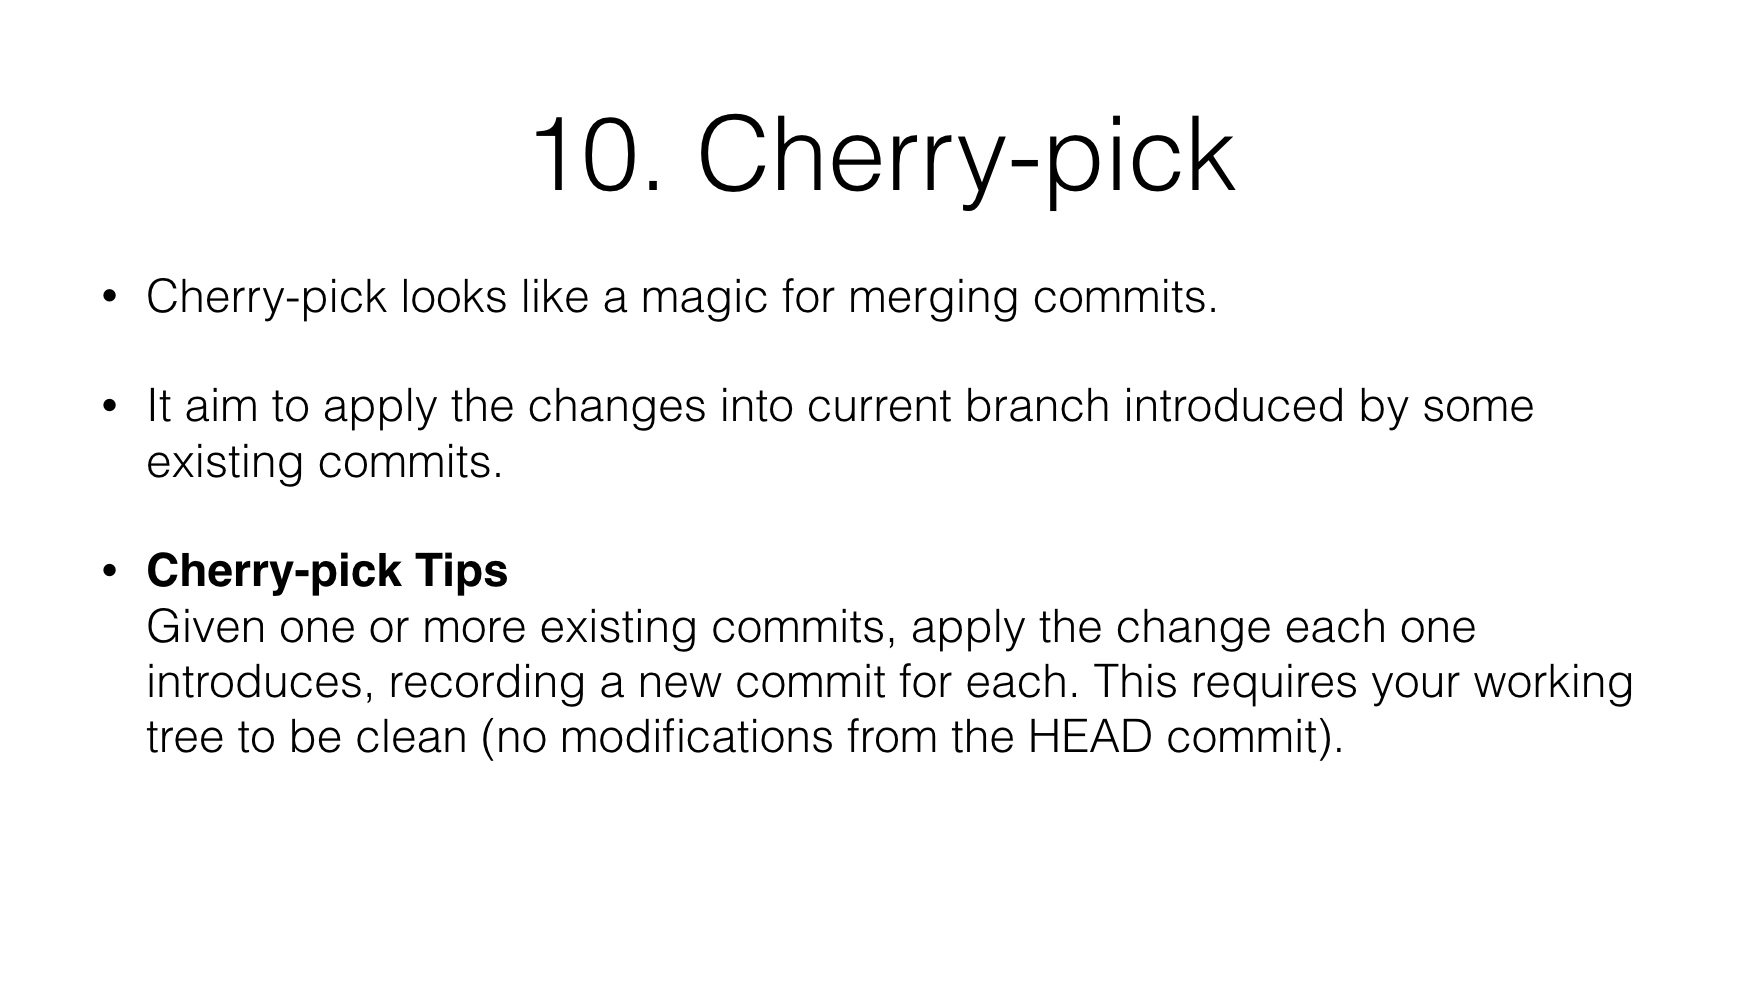 10. Cherry-pick
• Cherry-pick looks like a magic for merging commits.
• It aim to apply the changes into current branch introduced by some
existing commits.
• Cherry-pick Tips
Given one or more existing commits, apply the change each one
introduces, recording a new commit for each. This requires your working
tree to be clean (no modifications from the HEAD commit).